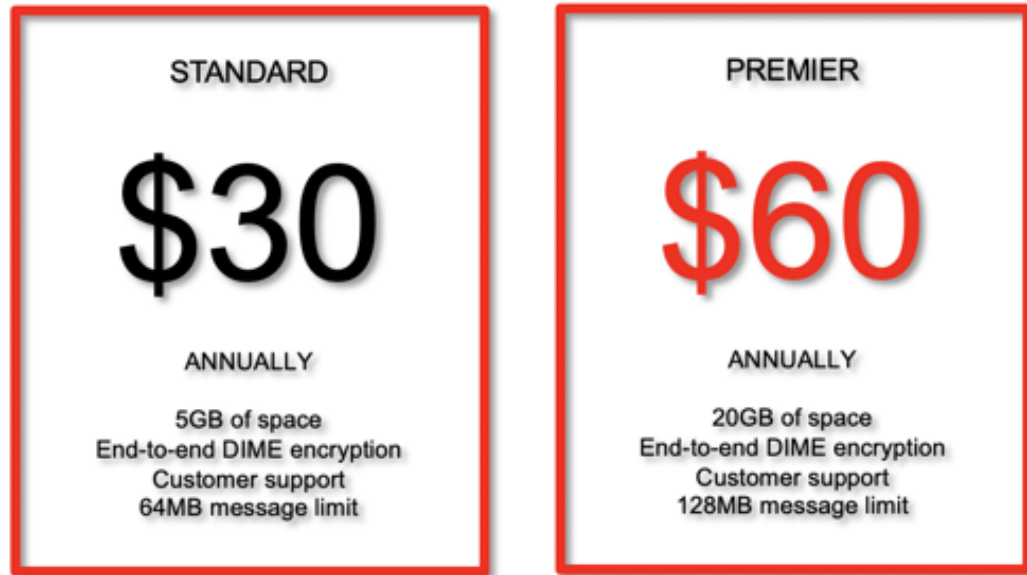 STANDARD
$30
ANNUALLY
5GB of space
End-to-end DIME encryption
Customer support
64MB message limit
PREMIER
$60
ANNUALLY
20GB of space
End-to-end DIME encryption
Customer support
128MB message limit